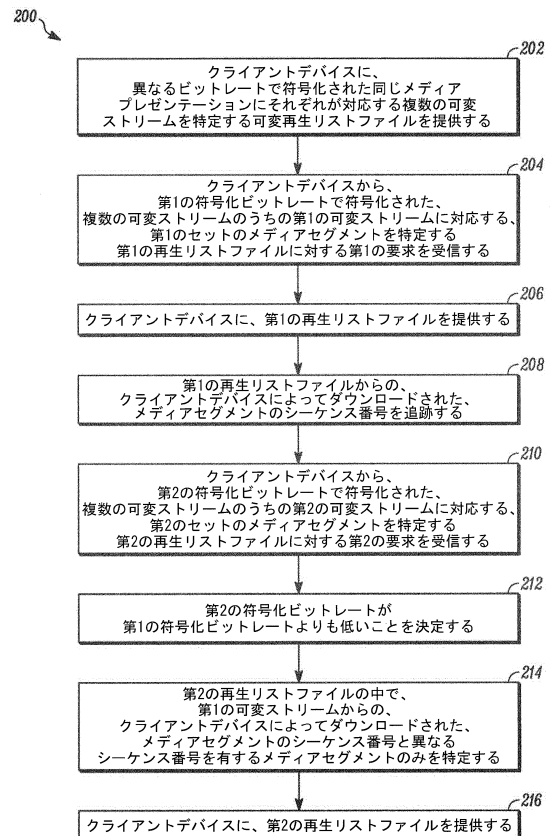 200
202
クライアントデバイスに、
異なるビットレートで符号化された同じメディア
プレゼンテーションにそれぞれが対応する複数の可変
ストリームを特定する可変再生リストファイルを提供する
204
クライアントデバイスから、
第1の符号化ビットレートで符号化された、
複数の可変ストリームのうちの第1の可変ストリームに対応する、
第1のセットのメディアセグメントを特定する
第1の再生リストファイルに対する第1の要求を受信する
206
クライアントデバイスに、第1の再生リストファイルを提供する
208
第1の再生リストファイルからの、
クライアントデバイスによってダウンロードされた、
メディアセグメントのシーケンス番号を追跡する
210
クライアントデバイスから、
第2の符号化ビットレートで符号化された、
複数の可変ストリームのうちの第2の可変ストリームに対応する、
第2のセットのメディアセグメントを特定する
第2の再生リストファイルに対する第2の要求を受信する
212
第2の符号化ビットレートが
第1の符号化ビットレートよりも低いことを決定する
214
第2の再生リストファイルの中で、
第1の可変ストリームからの、
クライアントデバイスによってダウンロードされた、
メディアセグメントのシーケンス番号と異なる
シーケンス番号を有するメディアセグメントのみを特定する
216
クライアントデバイスに、第2の再生リストファイルを提供する